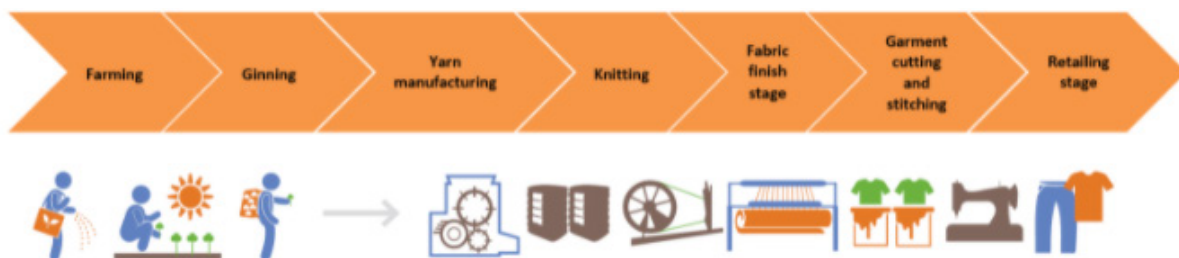 Farming
Ginning
Yarn
manufacturing
Knitting
Fabric
finish
stage
Garment
cutting
and
stitching
Retailing
stage